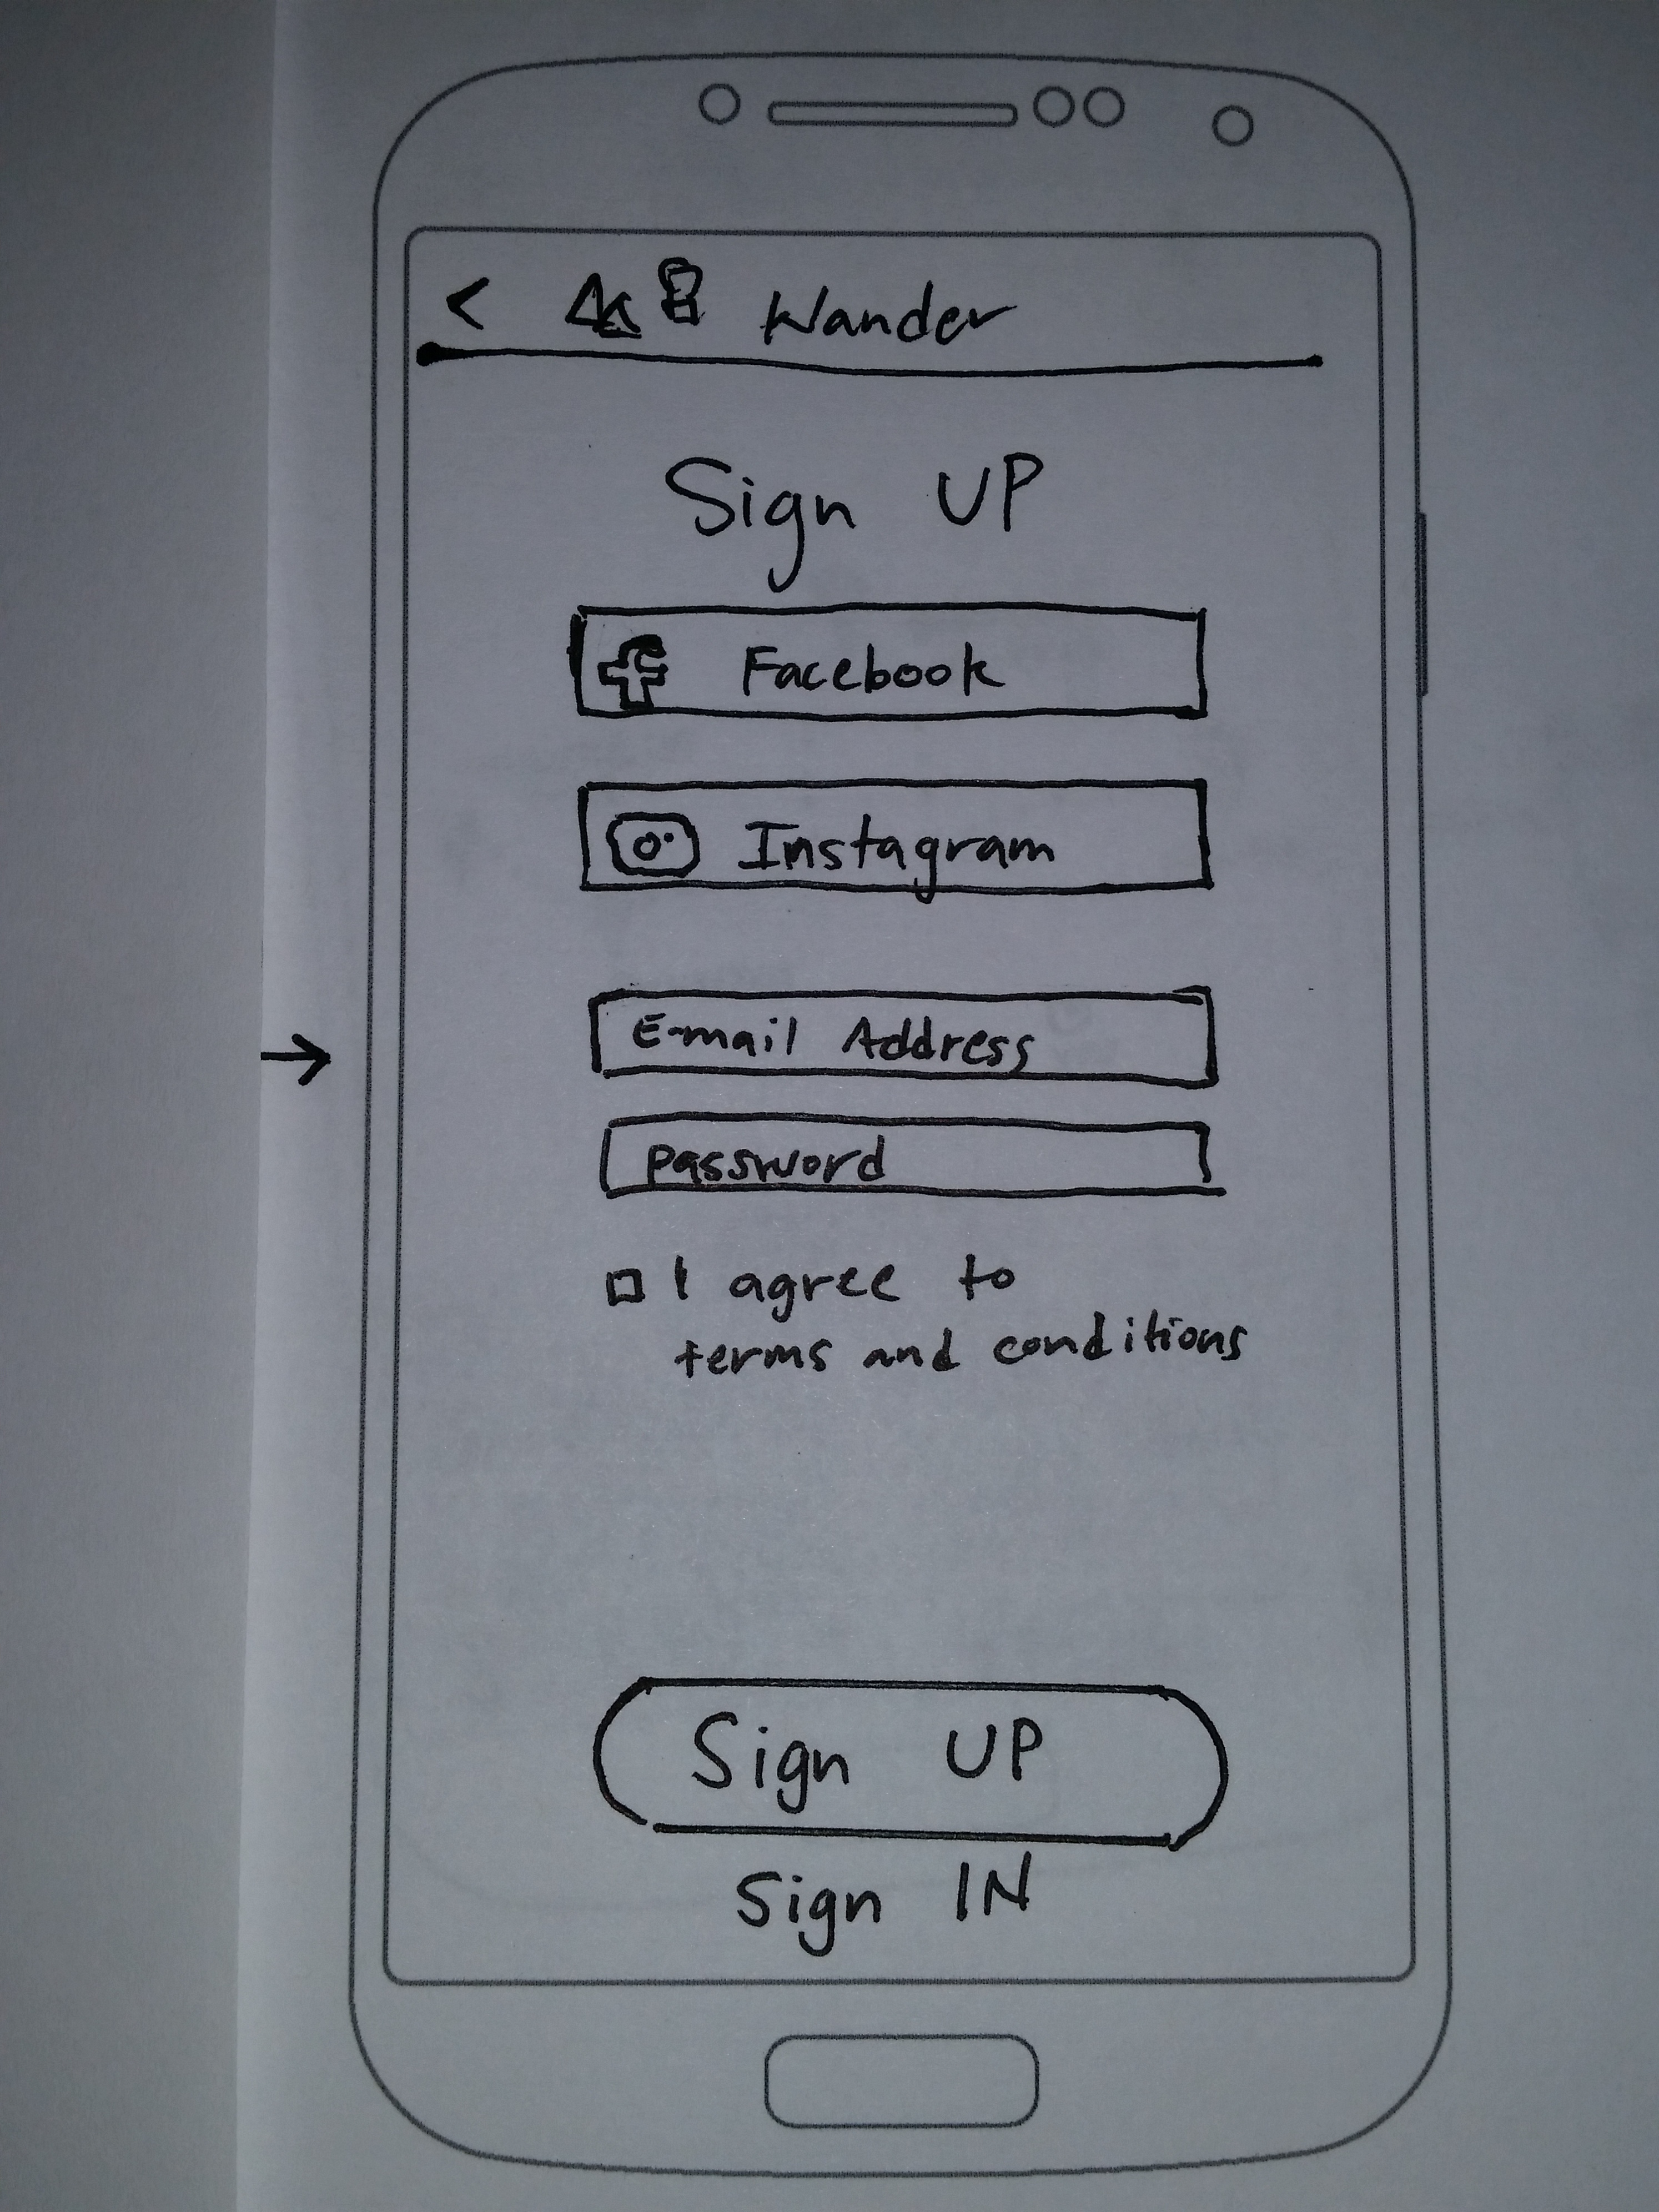 < Wander
Sign UP
Facebook
Instagram
E-mail Address
password
I agree to
terms and conditions
Sign UP
Sign IN